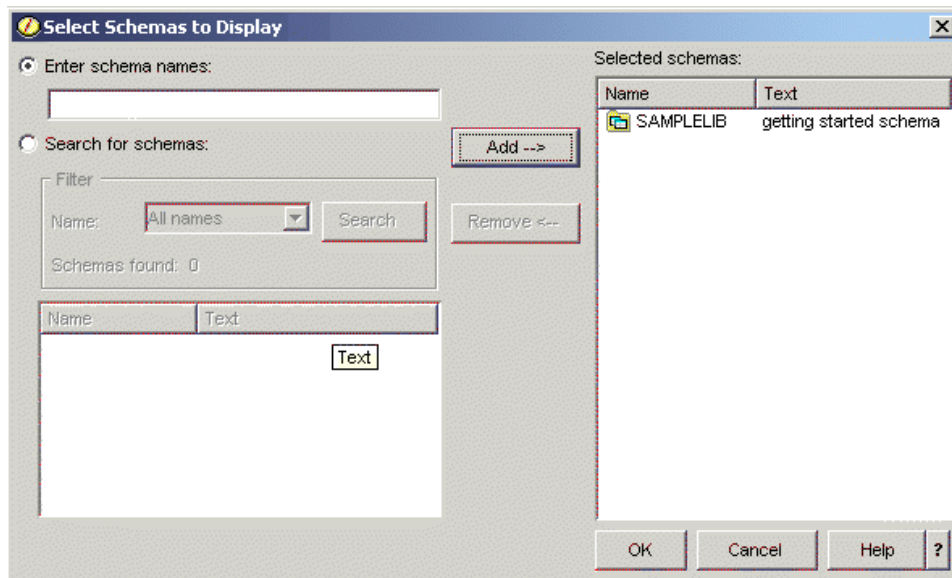 Select Schemas to Display
Enter schema names:
Search for schemas:
Filter
Name:
All names
Search
Schemas found: 0
Name Text
Text
Add -->
Remove <--
Selected schemas:
Name Text
SAMPLELIB getting started schema
OK Cancel Help ?